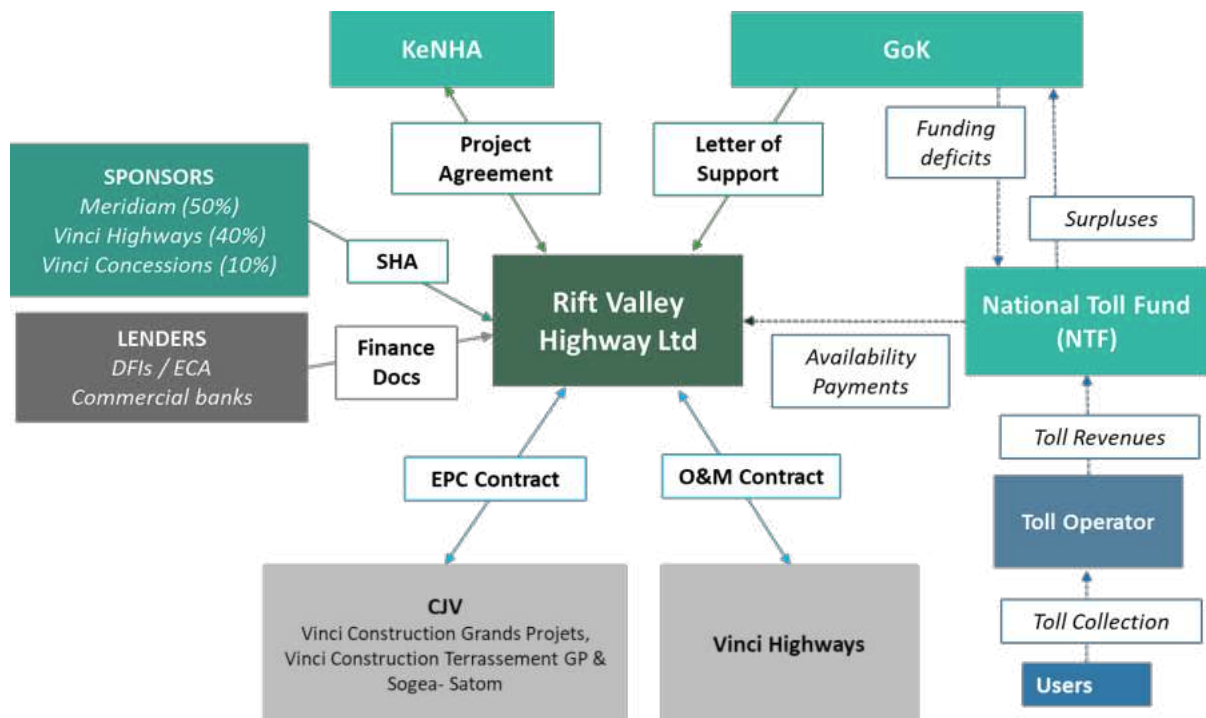 KeNHA
GoK
Project
Agreement
Letter of
Support
Funding
deficits
Surpluses
SPONSORS
Meridiam (50%)
Vinci Highways (40%)
Vinci Concessions (10%)
SHA
Rift Valley
Highway Ltd
National Toll Fund
(NTF)
LENDERS
DFIs / ECA
Commercial banks
Finance
Docs
Availability
Payments
Toll Revenues
EPC Contract
O&M Contract
Toll Operator
CJV
Vinci Construction Grands Projets,
Vinci Construction Terrassement GP &
Sogea- Satom
Vinci Highways
Toll Collection
Users